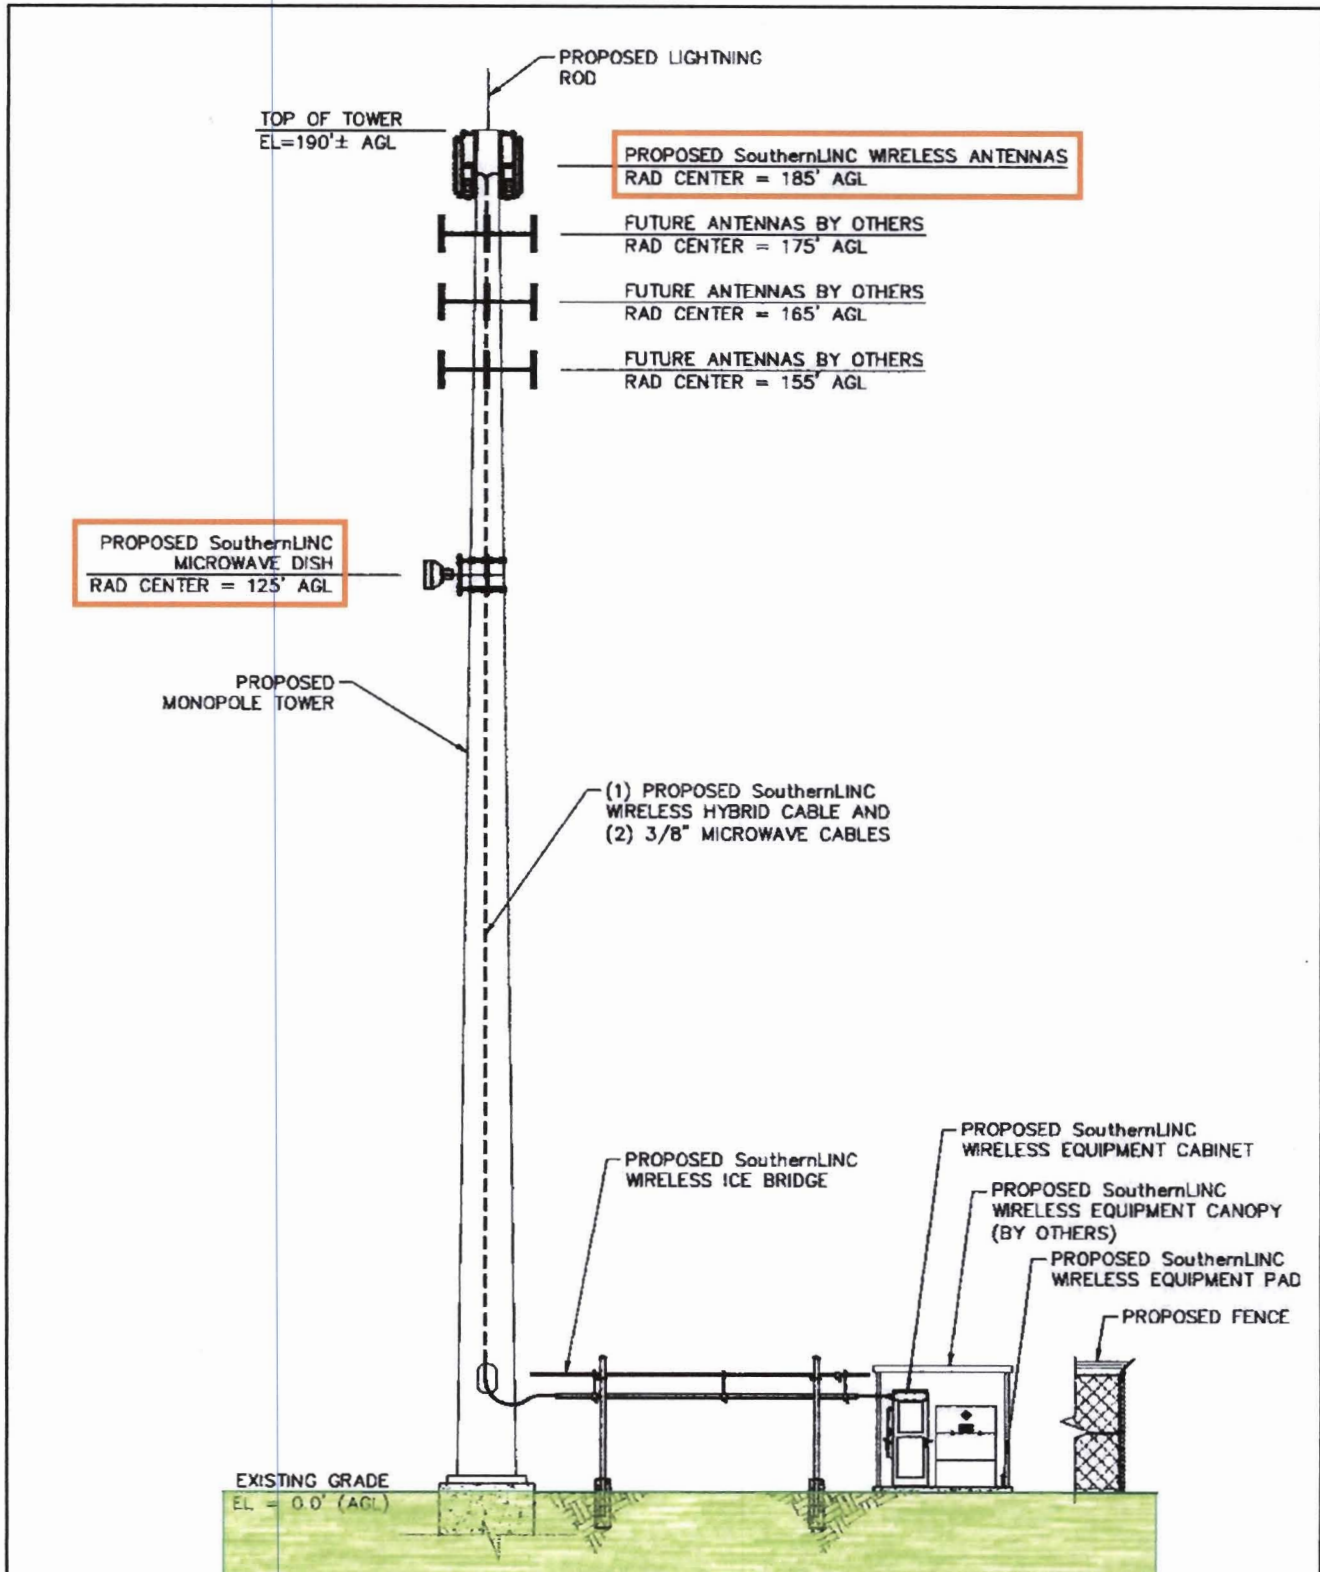 PROPOSED LIGHTNING
ROD
TOP OF TOWER
EL=190'± AGL
PROPOSED SouthernLINC WIRELESS ANTENNAS
RAD CENTER = 185' AGL
FUTURE ANTENNAS BY OTHERS
RAD CENTER = 175' AGL
FUTURE ANTENNAS BY OTHERS
RAD CENTER = 165' AGL
FUTURE ANTENNAS BY OTHERS
RAD CENTER = 155' AGL
PROPOSED SouthernLINC
MICROWAVE DISH
RAD CENTER = 125' AGL
PROPOSED
MONOPOLE TOWER
(1) PROPOSED SouthernLINC
WIRELESS HYBRID CABLE AND
(2) 3/8" MICROWAVE CABLES
PROPOSED SouthernLINC
WIRELESS ICE BRIDGE
PROPOSED SouthernLINC
WIRELESS EQUIPMENT CABINET
PROPOSED SouthernLINC
WIRELESS EQUIPMENT CANOPY
(BY OTHERS)
PROPOSED SouthernLINC
WIRELESS EQUIPMENT PAD
PROPOSED FENCE
EXISTING GRADE
EL = 0.0' (AGL)